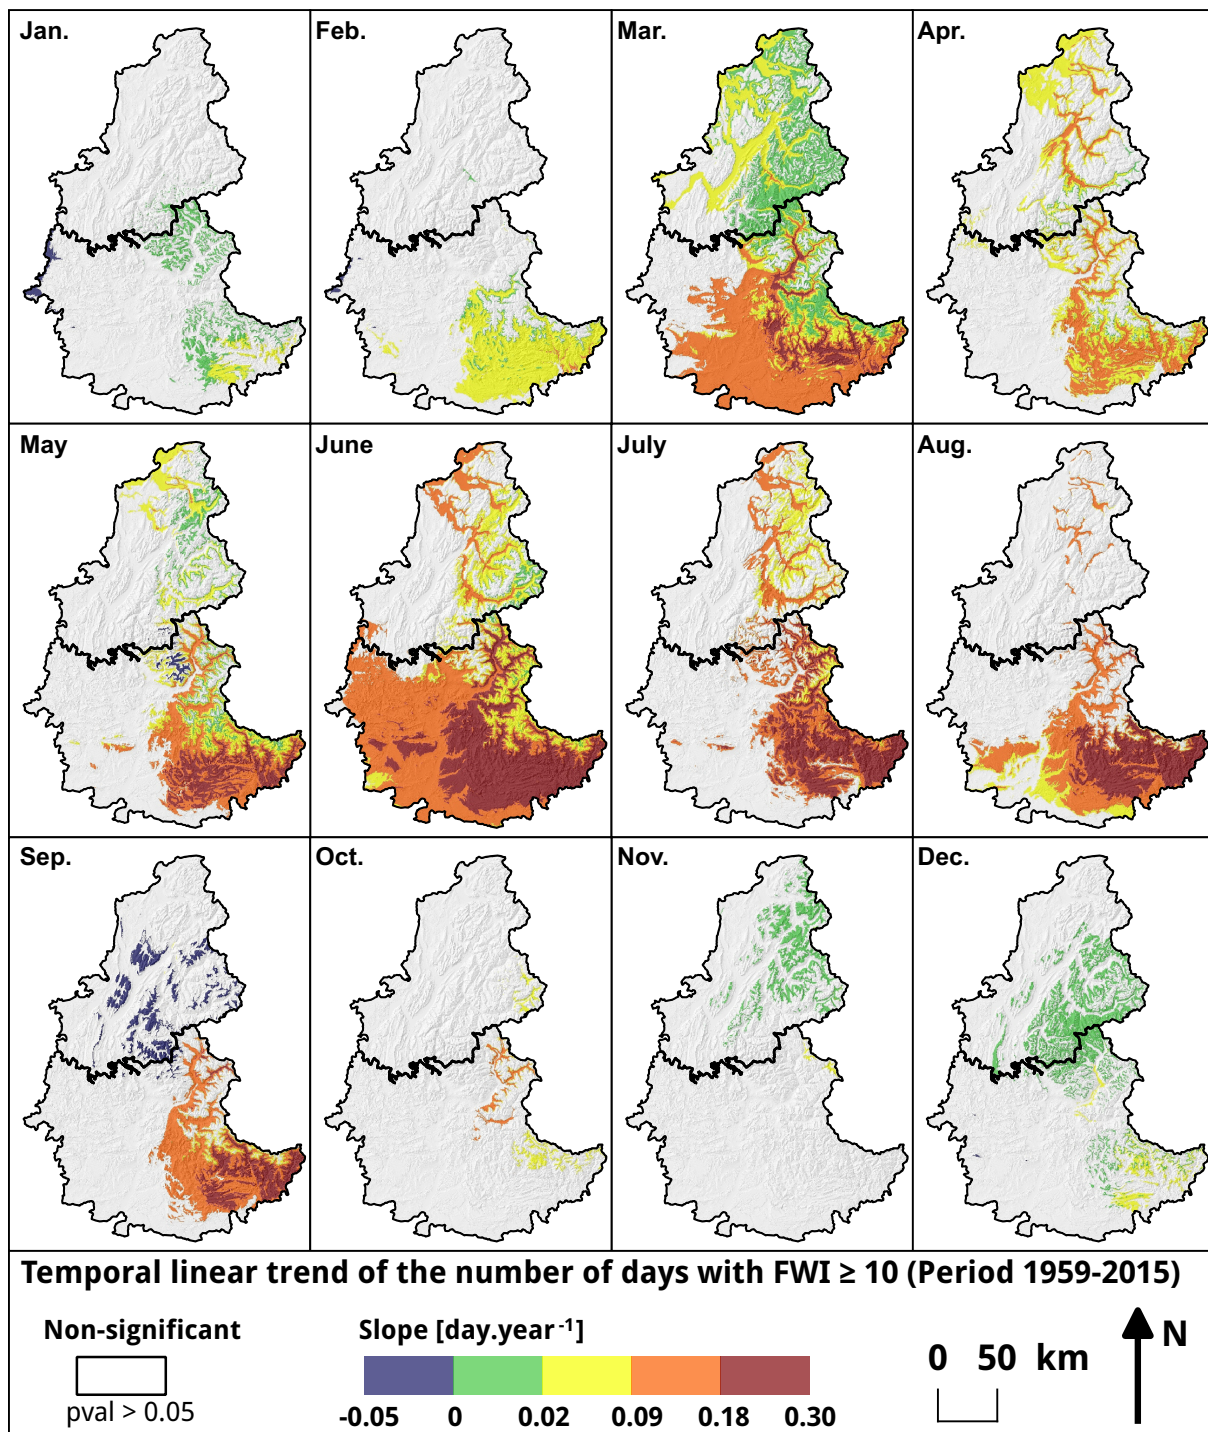 Jan.
Feb.
Mar.
Apr.
May
June
July
Aug.
Sep.
Oct.
Nov.
Dec.
Temporal linear trend of the number of days with FWI ≥ 10 (Period 1959-2015)
Non-significant
pval > 0.05
Slope [day.year⁻¹]
-0.05 0 0.02 0.09 0.18 0.30
0 50 km
N